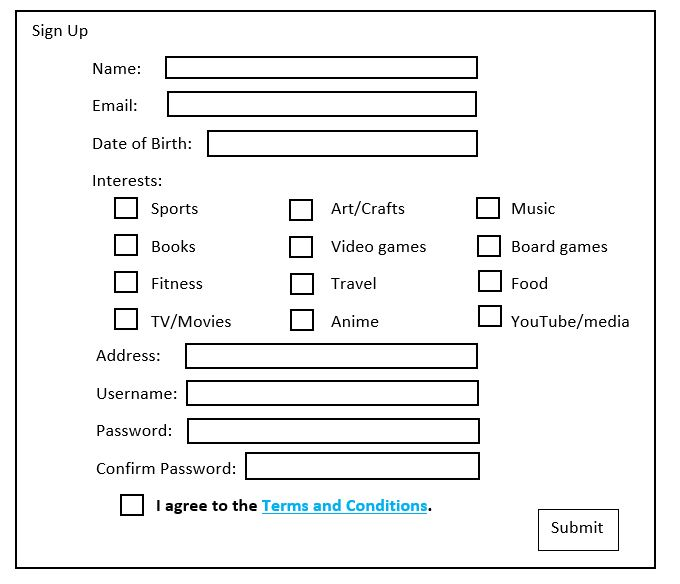 Sign Up
Name:
Email:
Date of Birth:
Interests:
Sports Art/Crafts Music
Books Video games Board games
Fitness Travel Food
TV/Movies Anime YouTube/media
Address:
Username:
Password:
Confirm Password:
I agree to the Terms and Conditions.
Submit